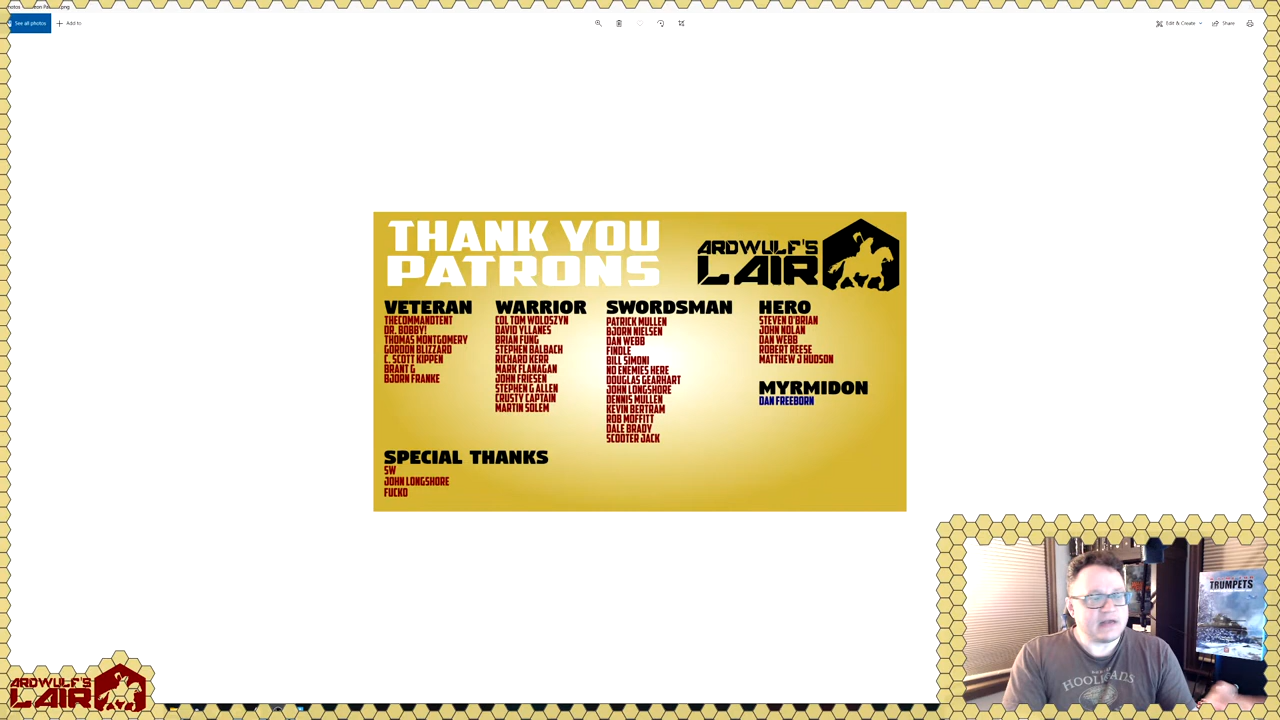 See all photos
Add to
Edit & Create
Share
THANK YOU
PATRONS
ARDWULF'S
LAIR
VETERAN
THECOMMANDTENT
DR. BOBBY!
THOMAS MONTGOMERY
GORDON BLIZZARD
C. SCOTT KIPPEN
BRANT G
BJORN FRANKE
WARRIOR
COL TOM WOLOSZYN
DAVID YLLANES
BRIAN FUNG
STEPHEN BALBACH
RICHARD KERR
MARK FLANAGAN
JOHN FRIESEN
STEPHEN G ALLEN
CRUSTY CAPTAIN
MARTIN SOLEM
SWORDSMAN
PATRICK MULLEN
BJORN NIELSEN
DAN WEBB
FINDLE
BILL SIMONI
NO ENEMIES HERE
DOUGLAS GEARHART
JOHN LONGSHORE
DENNIS MULLEN
KEVIN BERTRAM
ROB MOFFITT
DALE BRADY
SCOOTER JACK
HERO
STEVEN O'BRIAN
JOHN NOLAN
DAN WEBB
ROBERT REESE
MATTHEW J HUDSON
MYRMIDON
DAN FREEBORN
SPECIAL THANKS
SW
JOHN LONGSHORE
FUCKO
TRUMPETS
HOOLIGANS
ARDWULF'S
LAIR